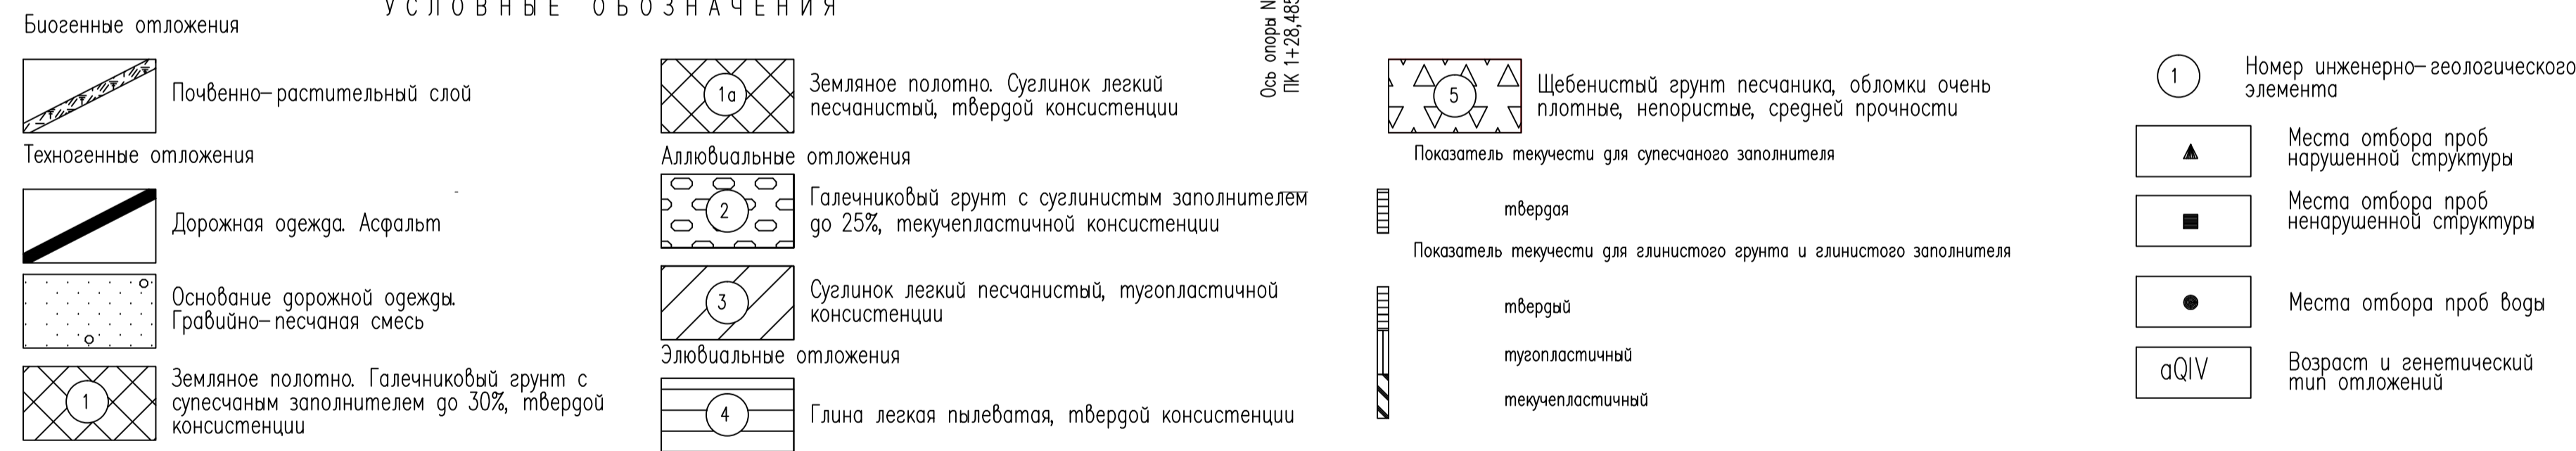 УСЛОВНЫЕ ОБОЗНАЧЕНИЯ
Биогенные отложения
Почвенно-растительный слой
Техногенные отложения
Дорожная одежда. Асфальт
Основание дорожной одежды.
Гравийно-песчаная смесь
1
Земляное полотно. Галечниковый грунт с
супесчаным заполнителем до 30%, твердой
консистенции
1а
Земляное полотно. Суглинок легкий
песчанистый, твердой консистенции
Аллювиальные отложения
2
Галечниковый грунт с суглинистым заполнителем
до 25%, текучепластичной консистенции
3
Суглинок легкий песчанистый, тугопластичной
консистенции
Элювиальные отложения
4
Глина легкая пылеватая, твердой консистенции
Ось опоры
ПК 1+28,485
5
Щебенистый грунт песчаника, обломки очень
плотные, непористые, средней прочности
Показатель текучести для супесчаного заполнителя
твердая
Показатель текучести для глинистого грунта и глинистого заполнителя
твердый
тугопластичный
текучепластичный
1
Номер инженерно-геологического
элемента
Места отбора проб
нарушенной структуры
Места отбора проб
ненарушенной структуры
Места отбора проб воды
aQIV
Возраст и генетический
тип отложений